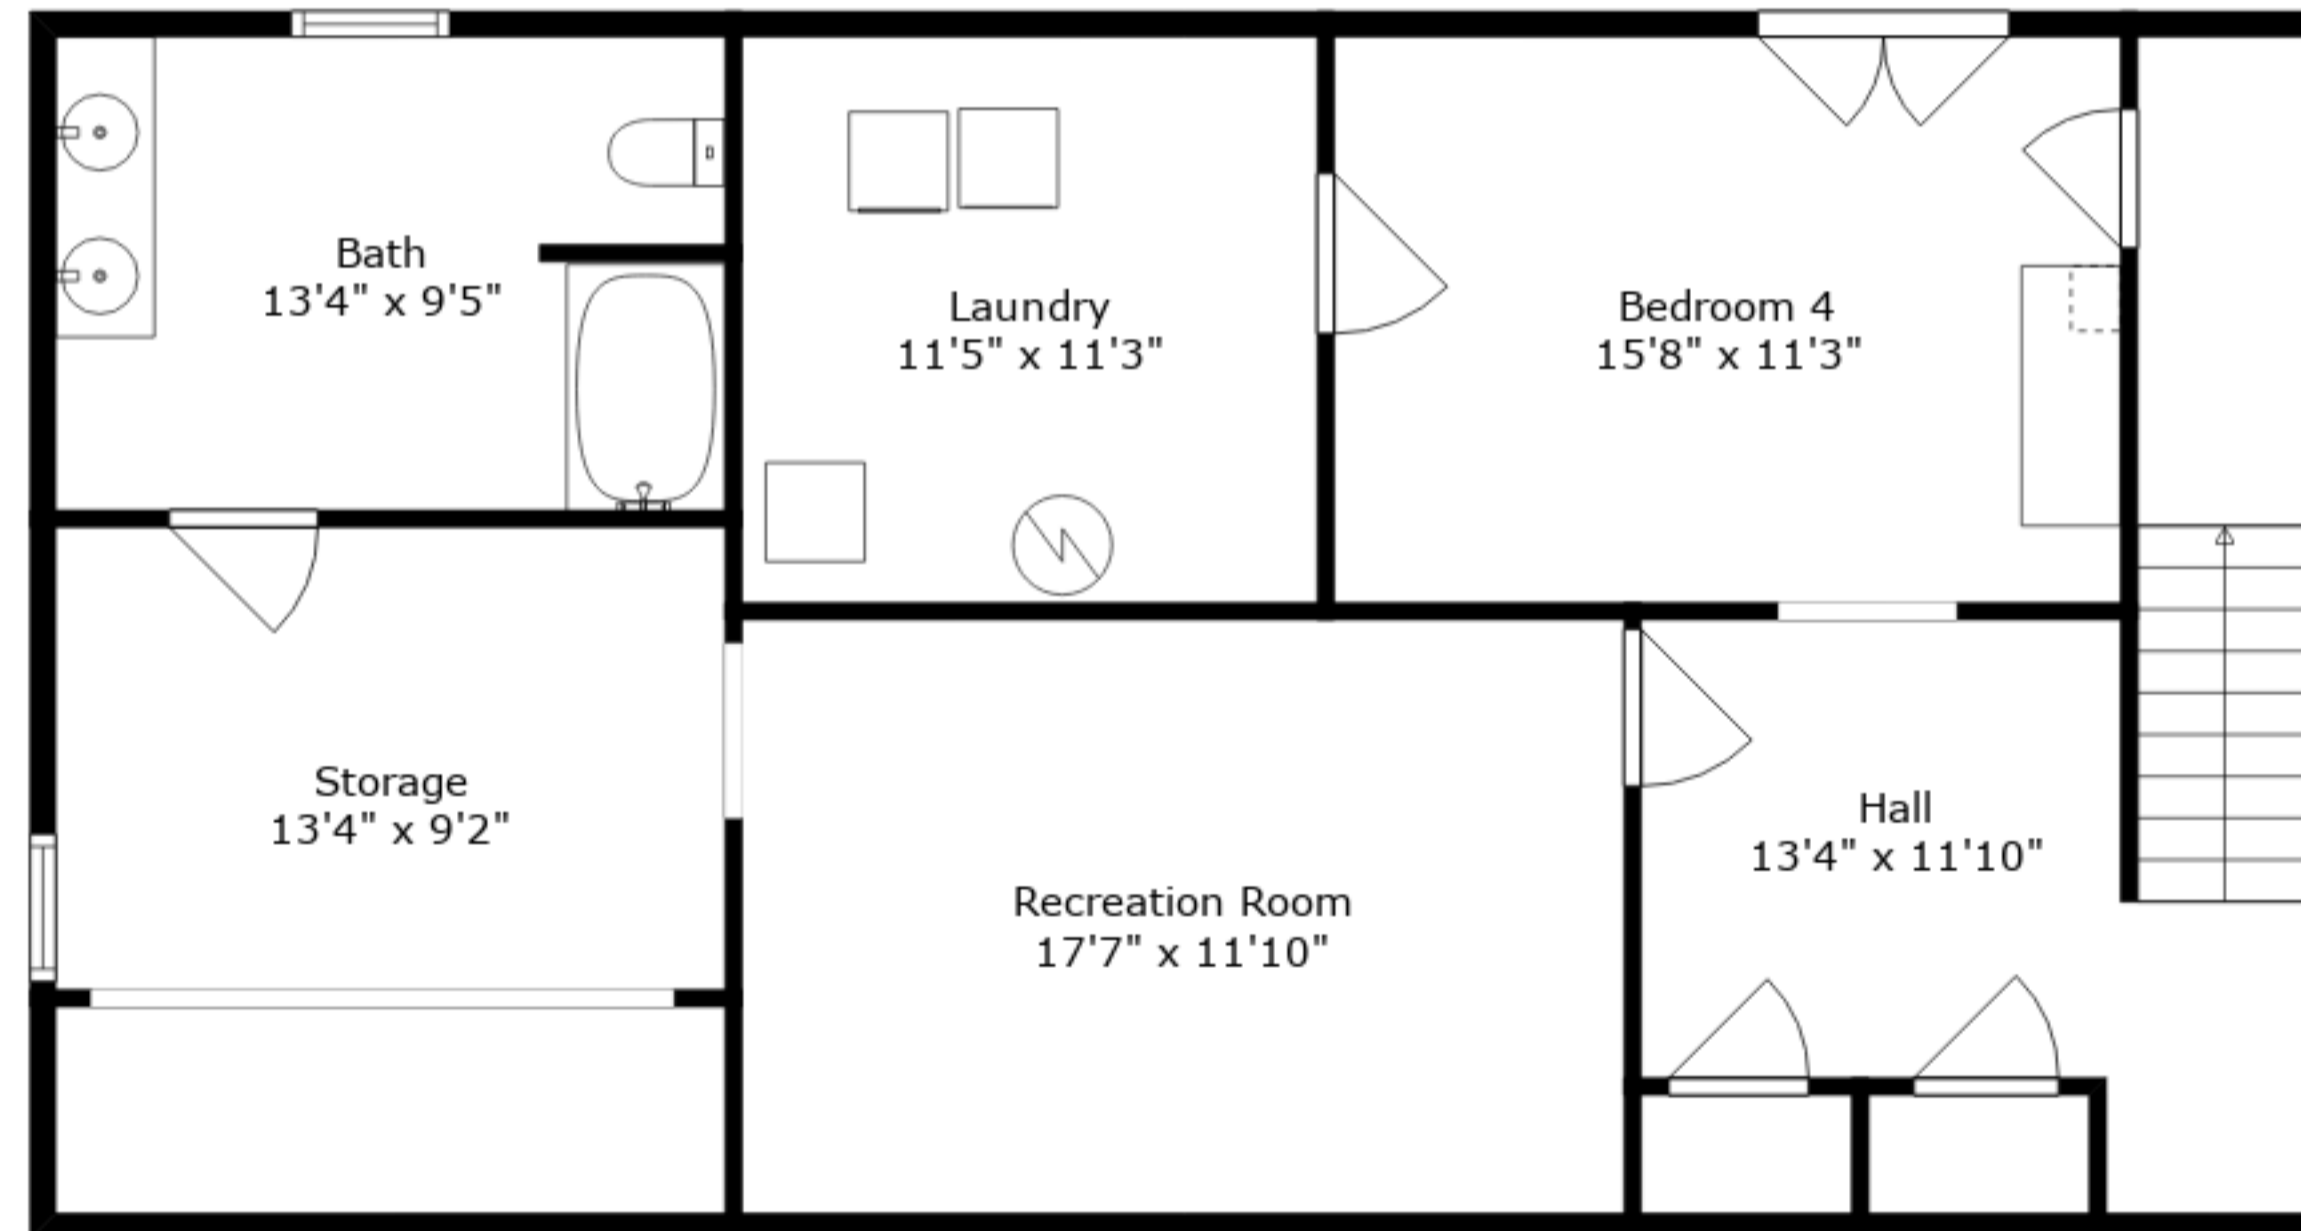 Bath
13'4" x 9'5"
Laundry
11'5" x 11'3"
Bedroom 4
15'8" x 11'3"
Storage
13'4" x 9'2"
Recreation Room
17'7" x 11'10"
Hall
13'4" x 11'10"